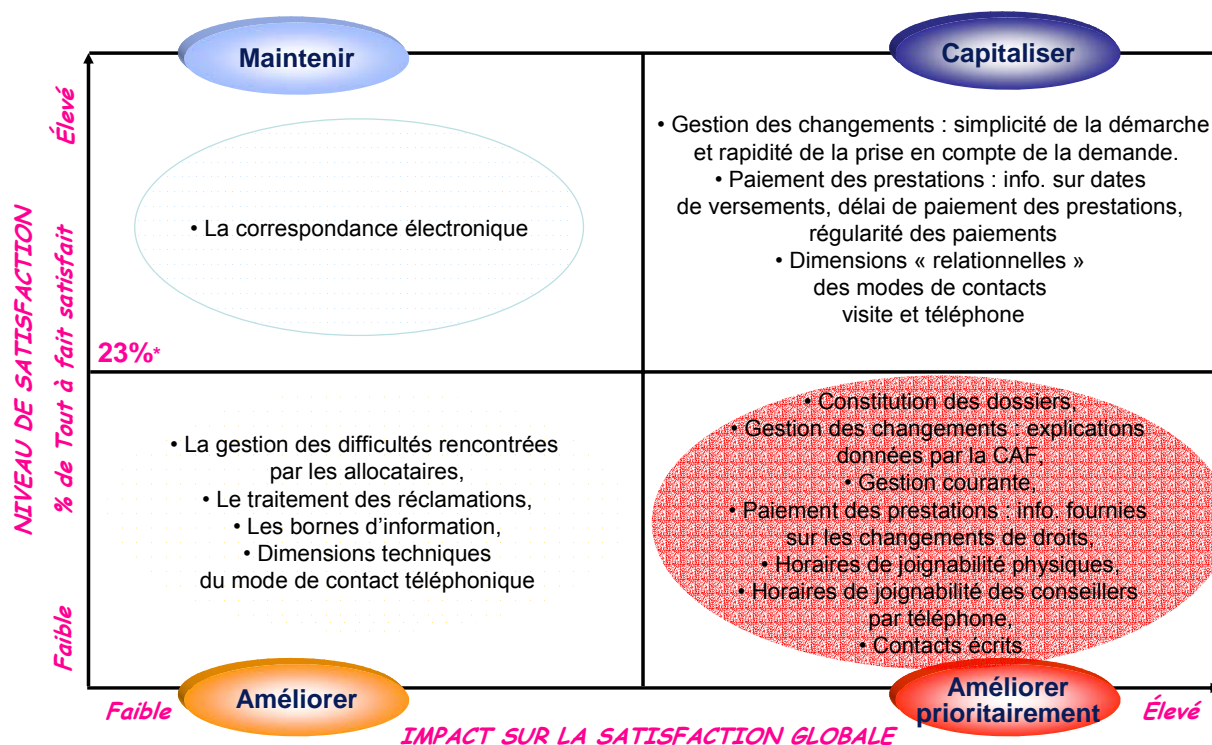 Maintenir
Capitaliser
NIVEAU DE SATISFACTION
% de Tout à fait satisfait
Élevé
Faible
• La correspondance électronique
23%*
• Gestion des changements : simplicité de la démarche
et rapidité de la prise en compte de la demande.
• Paiement des prestations : info. sur dates
de versements, délai de paiement des prestations,
régularité des paiements
• Dimensions « relationnelles »
des modes de contacts
visite et téléphone
• La gestion des difficultés rencontrées
par les allocataires,
• Le traitement des réclamations,
• Les bornes d’information,
• Dimensions techniques
du mode de contact téléphonique
• Constitution des dossiers,
• Gestion des changements : explications
données par la CAF,
• Gestion courante,
• Paiement des prestations : info. fournies
sur les changements de droits,
• Horaires de joignabilité physiques,
• Horaires de joignabilité des conseillers
par téléphone,
• Contacts écrits
Améliorer
Améliorer
prioritairement
Faible
IMPACT SUR LA SATISFACTION GLOBALE
Élevé